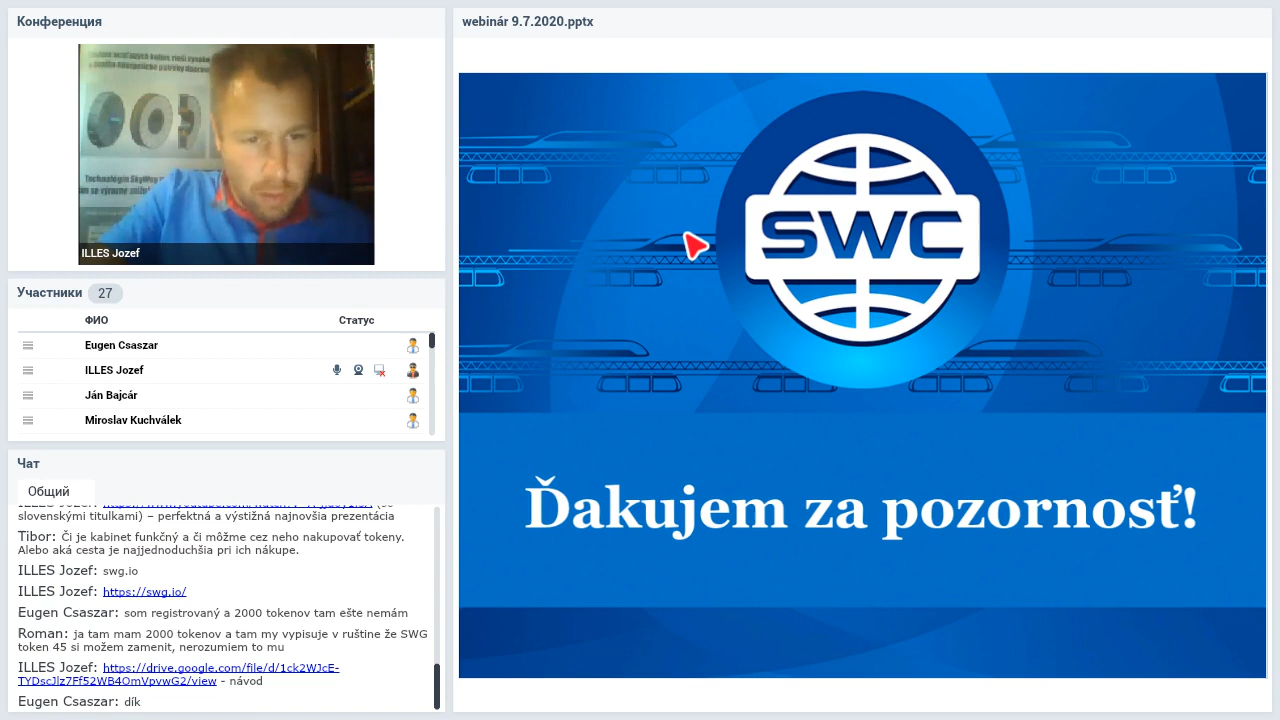 Конференция
ILLES Jozef
Участники 27
ФИО Статус
Eugen Csaszar
ILLES Jozef
Ján Bajcár
Miroslav Kuchválek
Чат
Общий
slovenskými titulkami) – perfektná a výstižná najnovšia prezentácia
Tibor: Či je kabinet funkčný a či môžme cez neho nakupovať tokeny.
Alebo aká cesta je najjednoduchšia pri ich nákupe.
ILLES Jozef: swg.io
ILLES Jozef: https://swg.io/
Eugen Csaszar: som registrovaný a 2000 tokenov tam ešte nemám
Roman: ja tam mam 2000 tokenov a tam my vypisuje v ruštine že SWG
token 45 si možem zamenit, nerozumiem to mu
ILLES Jozef: https://drive.google.com/file/d/1ck2WJcE-
TYDscJlz7Ff52WB4OmVpvwG2/view - návod
Eugen Csaszar: dík
webinár 9.7.2020.pptx
SWC
Ďakujem za pozornosť!